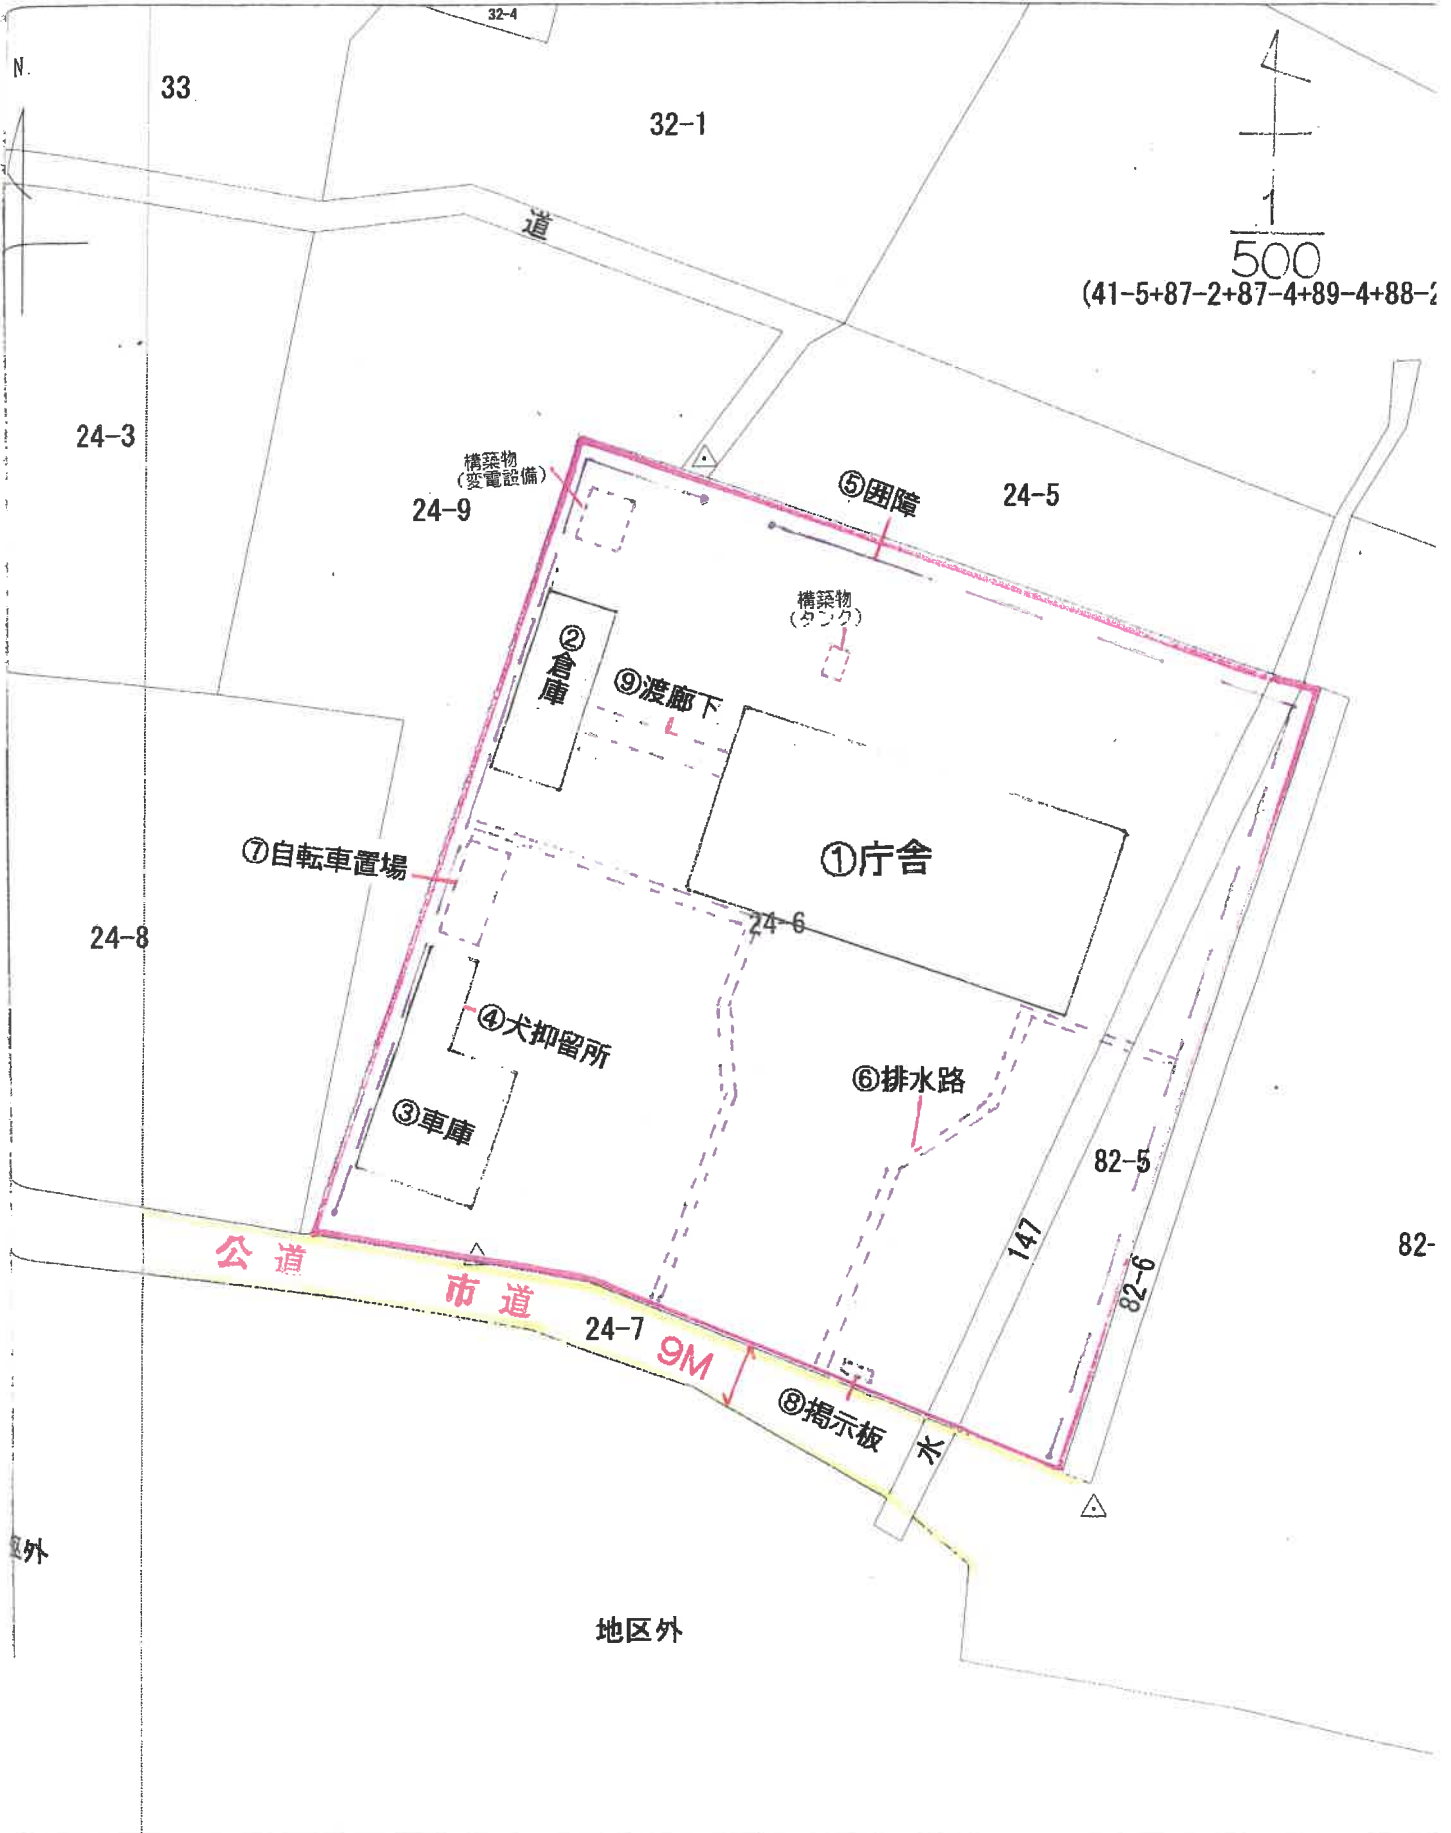 32-4
N.
33
32-1
道
1
500
(41-5+87-2+87-4+89-4+88-2
24-3
構築物
(変電設備)
24-9
⑤囲障
24-5
構築物
(タンク)
②倉庫
⑨渡廊下
⑦自転車置場
①庁舎
24-6
24-8
④犬抑留所
③車庫
⑥排水路
82-5
147
82-6
82-
公道
市道
24-7
9M
⑧掲示板
水
外
地区外